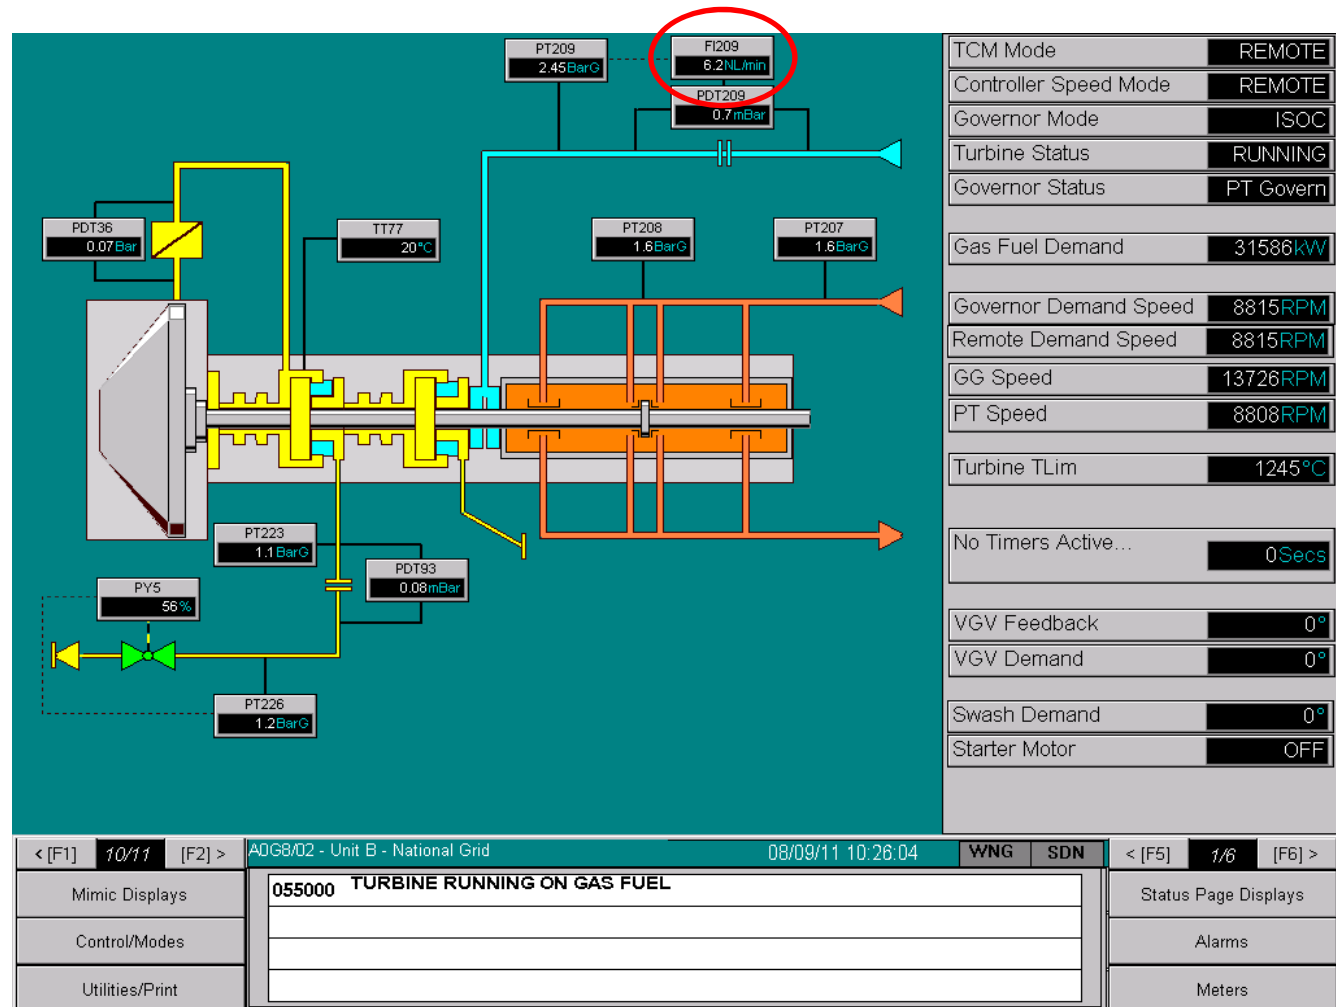 PT209
2.45BarG
FI209
6.2NL/min
PDT209
0.7mBar
PDT36
0.07Bar
TT77
20°C
PT208
1.6BarG
PT207
1.6BarG
PT223
1.1BarG
PDT93
0.08mBar
PY5
56%
PT226
1.2BarG
TCM Mode REMOTE
Controller Speed Mode REMOTE
Governor Mode ISOC
Turbine Status RUNNING
Governor Status PT Govern
Gas Fuel Demand 31586kW
Governor Demand Speed 8815RPM
Remote Demand Speed 8815RPM
GG Speed 13726RPM
PT Speed 8808RPM
Turbine TLim 1245°C
No Timers Active... 0Secs
VGV Feedback 0°
VGV Demand 0°
Swash Demand 0°
Starter Motor OFF
< [F1] 10/11 [F2] >
A0G8/02 - Unit B - National Grid 08/09/11 10:26:04 WNG SDN
< [F5] 1/6 [F6] >
Mimic Displays
Control/Modes
Utilities/Print
055000 TURBINE RUNNING ON GAS FUEL
Status Page Displays
Alarms
Meters